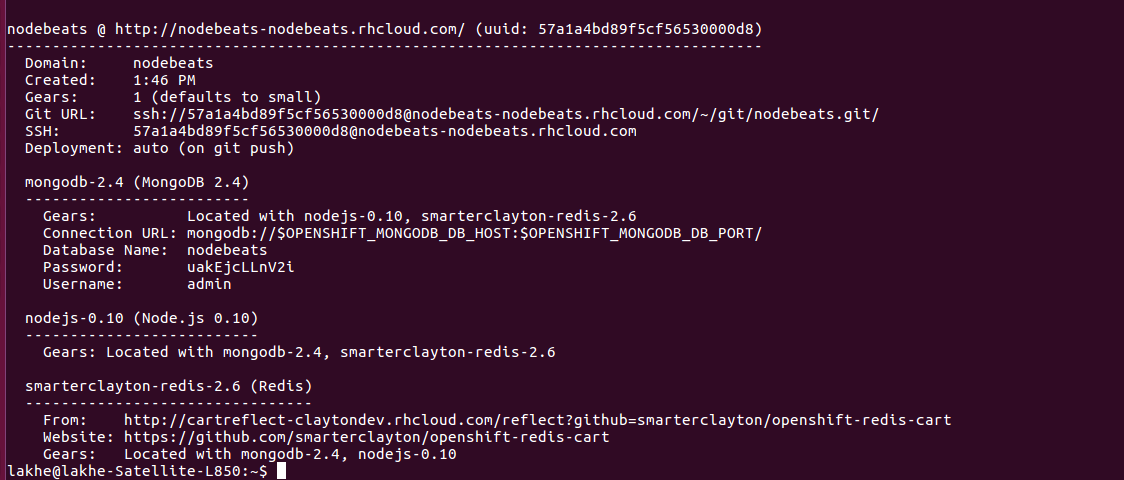 nodebeats @ http://nodebeats-nodebeats.rhcloud.com/ (uuid: 57a1a4bd89f5cf56530000d8)
------------------------------------------------------------------------------------
Domain: nodebeats
Created: 1:46 PM
Gears: 1 (defaults to small)
Git URL: ssh://57a1a4bd89f5cf56530000d8@nodebeats-nodebeats.rhcloud.com/~/git/nodebeats.git/
SSH: 57a1a4bd89f5cf56530000d8@nodebeats-nodebeats.rhcloud.com
Deployment: auto (on git push)
mongodb-2.4 (MongoDB 2.4)
-------------------------
Gears: Located with nodejs-0.10, smarterclayton-redis-2.6
Connection URL: mongodb://$OPENSHIFT_MONGODB_DB_HOST:$OPENSHIFT_MONGODB_DB_PORT/
Database Name: nodebeats
Password: uakEjcLLnV2i
Username: admin
nodejs-0.10 (Node.js 0.10)
--------------------------
Gears: Located with mongodb-2.4, smarterclayton-redis-2.6
smarterclayton-redis-2.6 (Redis)
--------------------------------
From: http://cartreflect-claytondev.rhcloud.com/reflect?github=smarterclayton/openshift-redis-cart
Website: https://github.com/smarterclayton/openshift-redis-cart
Gears: Located with mongodb-2.4, nodejs-0.10
lakhe@lakhe-Satellite-L850:~$